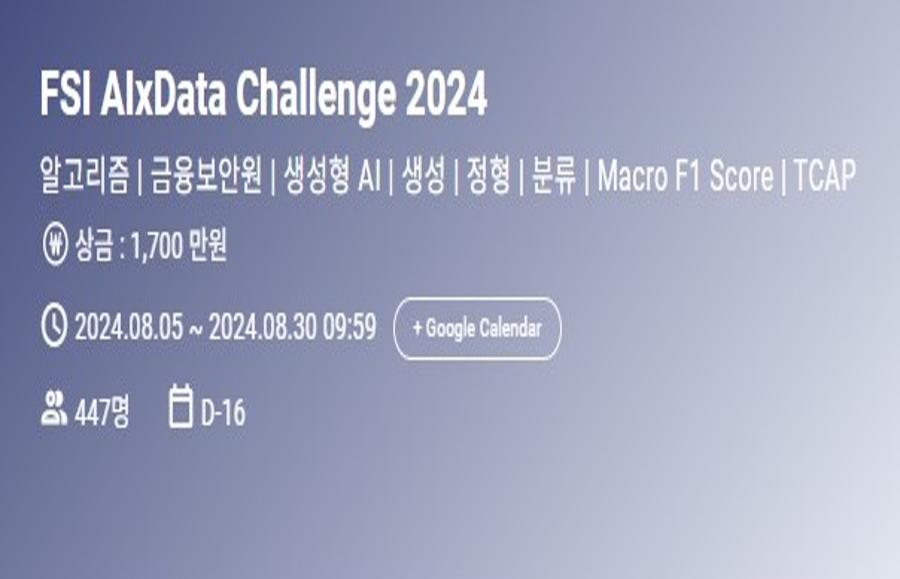 FSI AIxData Challenge 2024
알고리즘 | 금융보안원 | 생성형 AI | 생성 | 정형 | 분류 | Macro F1 Score | TCAP
₩ 상금 : 1,700 만원
2024.08.05 ~ 2024.08.30 09:59 + Google Calendar
447명 D-16